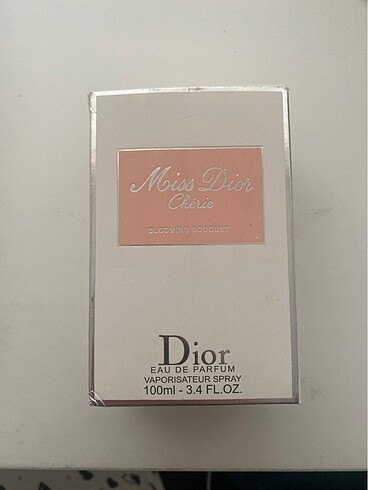 Miss Dior
Chérie
BLOOMING BOUQUET
Dior
EAU DE PARFUM
VAPORISATEUR SPRAY
100ml - 3.4 FL.OZ.